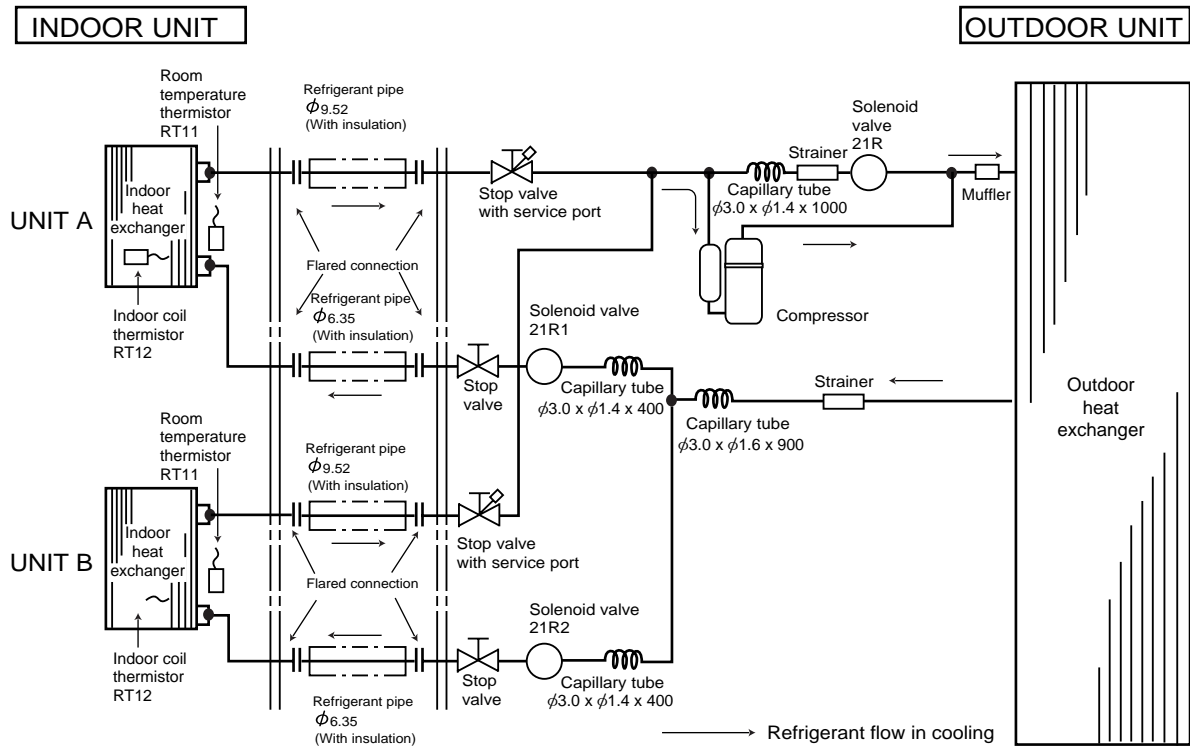 INDOOR UNIT
OUTDOOR UNIT
Room
temperature
thermistor
RT11
Refrigerant pipe
ϕ9.52
(With insulation)
Solenoid
valve
21R
Strainer
Muffler
Capillary tube
ϕ3.0 x ϕ1.4 x 1000
Stop valve
with service port
Indoor
heat
exchanger
UNIT A
Flared connection
Indoor coil
thermistor
RT12
Refrigerant pipe
ϕ6.35
(With insulation)
Solenoid valve
21R1
Compressor
Stop
valve
Capillary tube
ϕ3.0 x ϕ1.4 x 400
Strainer
Capillary tube
ϕ3.0 x ϕ1.6 x 900
Outdoor
heat
exchanger
Room
temperature
thermistor
RT11
Refrigerant pipe
ϕ9.52
(With insulation)
Stop valve
with service port
Indoor
heat
exchanger
UNIT B
Flared connection
Indoor coil
thermistor
RT12
Solenoid valve
21R2
Stop
valve
Capillary tube
ϕ3.0 x ϕ1.4 x 400
Refrigerant pipe
ϕ6.35
(With insulation)
Refrigerant flow in cooling